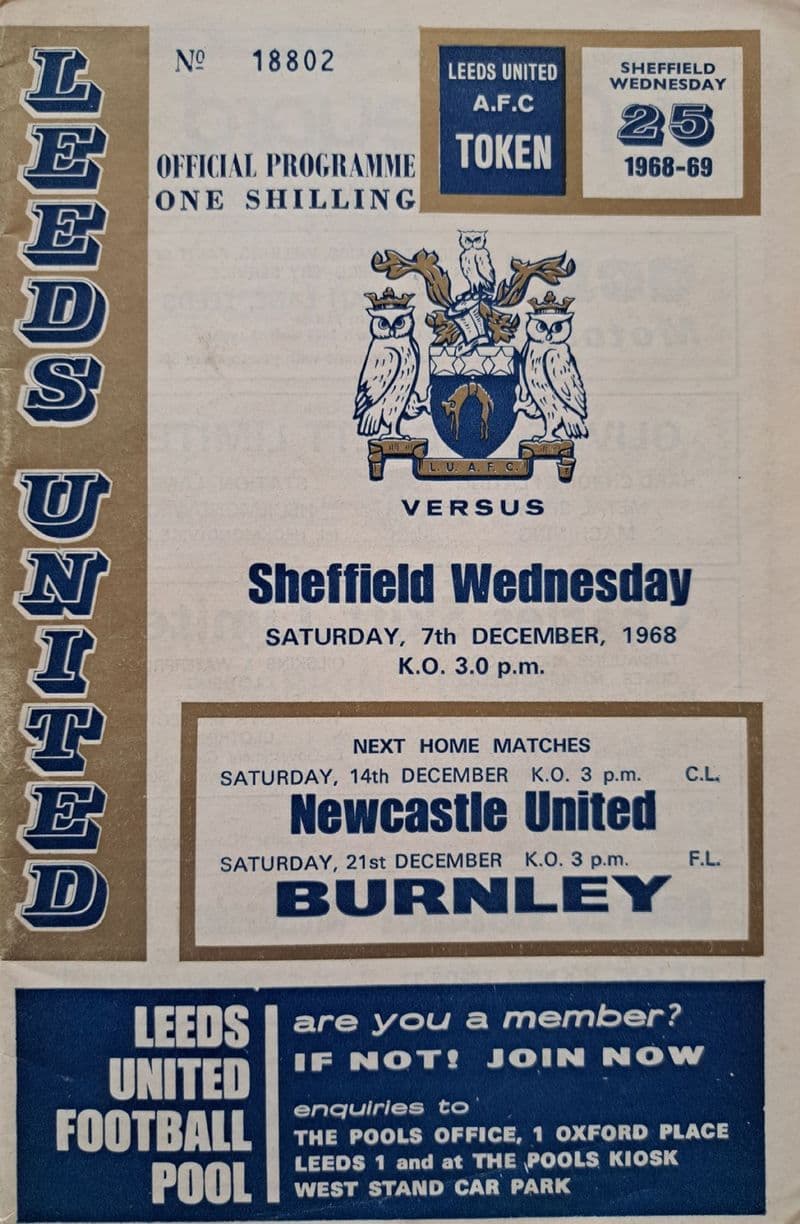 LEEDS UNITED
Nº 18802
OFFICIAL PROGRAMME
ONE SHILLING
LEEDS UNITED
A.F.C
TOKEN
SHEFFIELD
WEDNESDAY
25
1968-69
L. U. A. F. C.
VERSUS
Sheffield Wednesday
SATURDAY, 7th DECEMBER, 1968
K.O. 3.0 p.m.
NEXT HOME MATCHES
SATURDAY, 14th DECEMBER K.O. 3 p.m. C.L.
Newcastle United
SATURDAY, 21st DECEMBER K.O. 3 p.m. F.L.
BURNLEY
LEEDS
UNITED
FOOTBALL
POOL
are you a member?
IF NOT! JOIN NOW
enquiries to
THE POOLS OFFICE, 1 OXFORD PLACE
LEEDS 1 and at THE POOLS KIOSK
WEST STAND CAR PARK